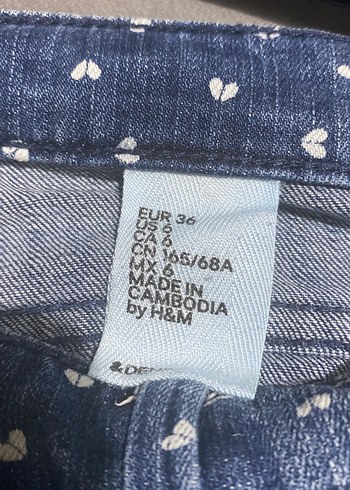 EUR 36
US 6
CA 6
CN 165/68A
MX 6
MADE IN
CAMBODIA
by H&M